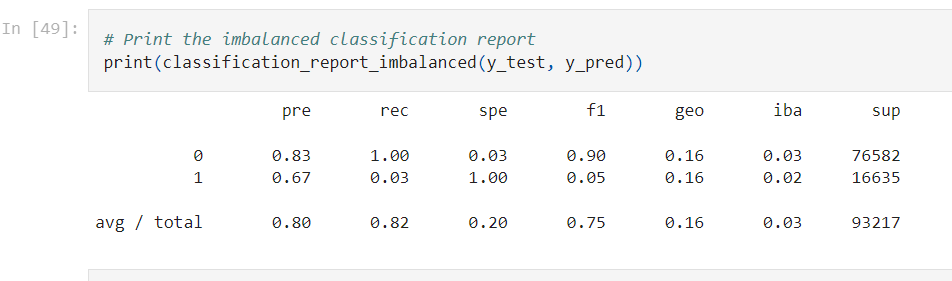 In [49]:
# Print the imbalanced classification report
print(classification_report_imbalanced(y_test, y_pred))
pre rec spe f1 geo iba sup
0 0.83 1.00 0.03 0.90 0.16 0.03 76582
1 0.67 0.03 1.00 0.05 0.16 0.02 16635
avg / total 0.80 0.82 0.20 0.75 0.16 0.03 93217